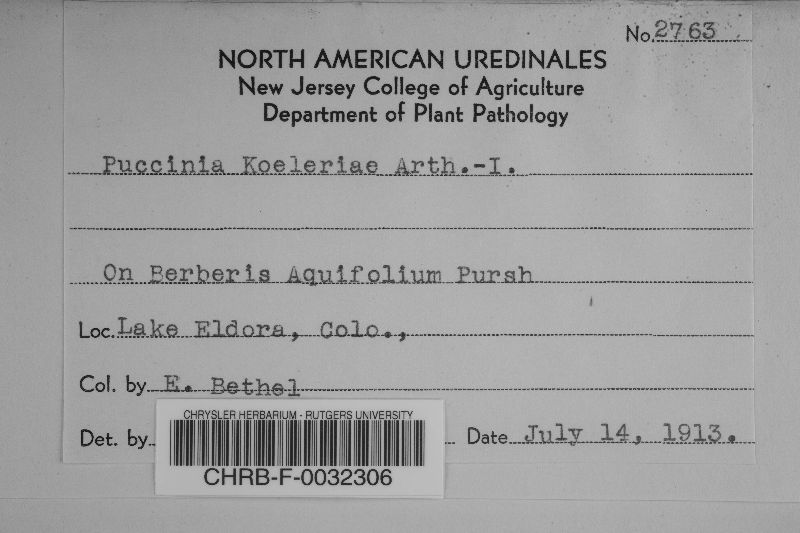 No. 2763
NORTH AMERICAN UREDINALES
New Jersey College of Agriculture
Department of Plant Pathology
Puccinia Koeleriae Arth.-I.
On Berberis Aquifolium Pursh
Loc. Lake Eldora, Colo.,
Col. by E. Bethel
Det. by
Date July 14, 1913.
CHRYSLER HERBARIUM - RUTGERS UNIVERSITY
CHRB-F-0032306